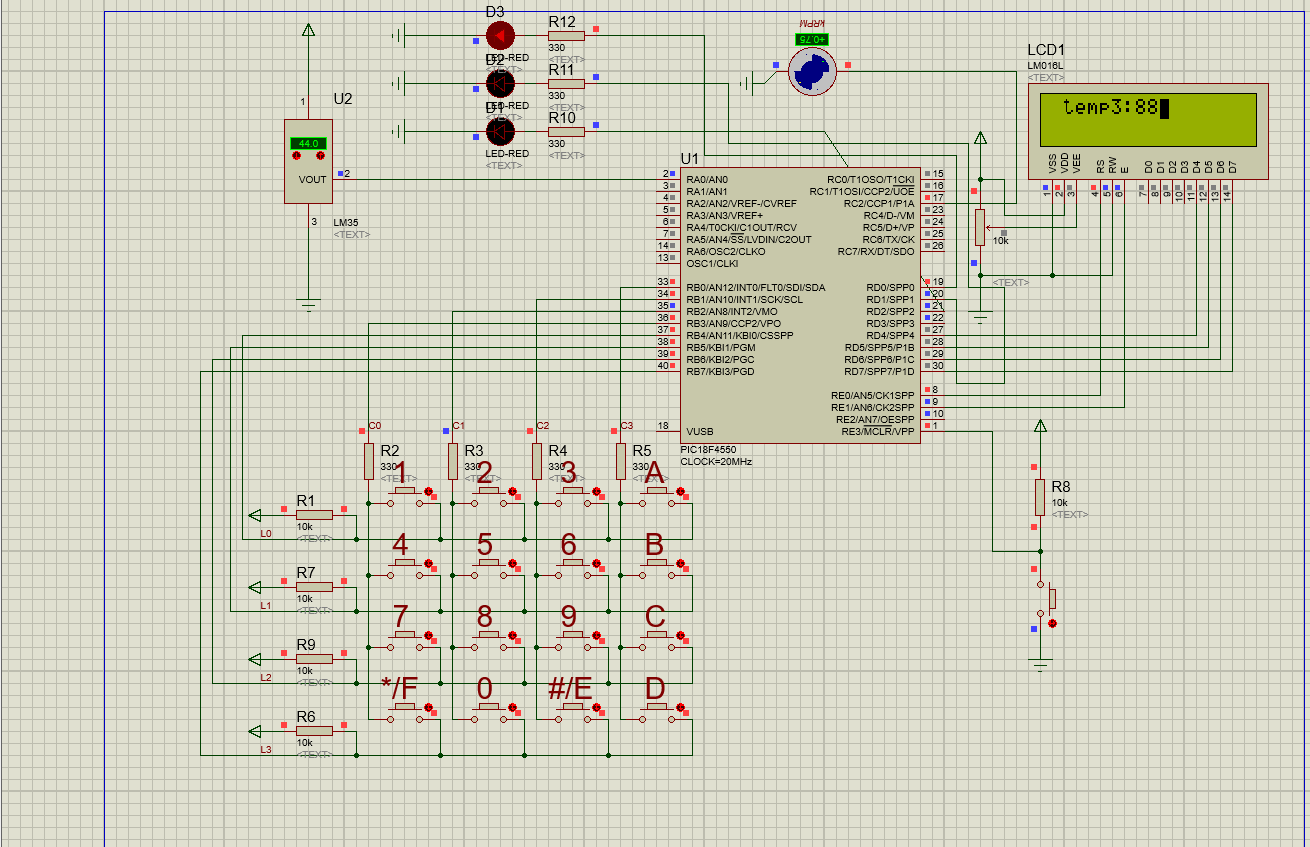 D3
R12
330
<TEXT>
LED-RED
<TEXT>
D2
R11
330
<TEXT>
LED-RED
<TEXT>
D1
R10
330
<TEXT>
LED-RED
<TEXT>
kRPM
+0.75
LCD1
LM016L
<TEXT>
temp3:88
VSS
VDD
VEE
RS
RW
E
D0
D1
D2
D3
D4
D5
D6
D7
1
2
3
4
5
6
7
8
9
10
11
12
13
14
10k
<TEXT>
1
U2
44.0
VOUT
2
3
LM35
<TEXT>
U1
2 RA0/AN0
3 RA1/AN1
4 RA2/AN2/VREF-/CVREF
5 RA3/AN3/VREF+
6 RA4/T0CKI/C1OUT/RCV
7 RA5/AN4/SS/LVDIN/C2OUT
14 RA6/OSC2/CLKO
13 OSC1/CLKI
33 RB0/AN12/INT0/FLT0/SDI/SDA
34 RB1/AN10/INT1/SCK/SCL
35 RB2/AN8/INT2/VMO
36 RB3/AN9/CCP2/VPO
37 RB4/AN11/KBI0/CSSPP
38 RB5/KBI1/PGM
39 RB6/KBI2/PGC
40 RB7/KBI3/PGD
18 VUSB
RC0/T1OSO/T1CKI 15
RC1/T1OSI/CCP2/UOE 16
RC2/CCP1/P1A 17
RC4/D-/VM 23
RC5/D+/VP 24
RC6/TX/CK 25
RC7/RX/DT/SDO 26
RD0/SPP0 19
RD1/SPP1 20
RD2/SPP2 21
RD3/SPP3 22
RD4/SPP4 27
RD5/SPP5/P1B 28
RD6/SPP6/P1C 29
RD7/SPP7/P1D 30
RE0/AN5/CK1SPP 8
RE1/AN6/CK2SPP 9
RE2/AN7/OESPP 10
RE3/MCLR/VPP 1
PIC18F4550
CLOCK=20MHz
C0
C1
C2
C3
R2
330
<TEXT>
R3
330
<TEXT>
R4
330
<TEXT>
R5
330
<TEXT>
1
2
3
A
R1
10k
<TEXT>
L0
4
5
6
B
R7
10k
<TEXT>
L1
7
8
9
C
R9
10k
<TEXT>
L2
*/F
0
#/E
D
R6
10k
<TEXT>
L3
R8
10k
<TEXT>